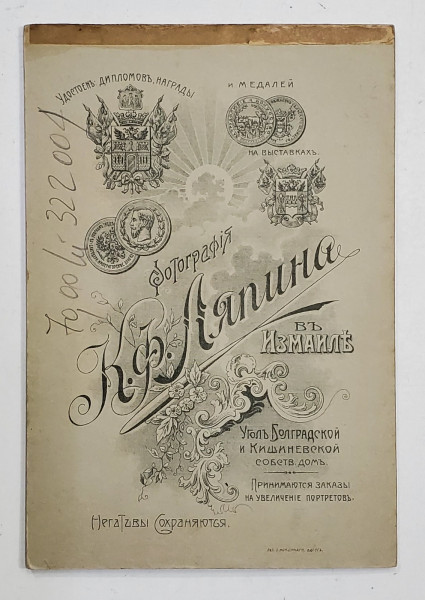 Удостоенъ дипломовъ, награды и медалей
на выставкахъ.
70,00 lei 322004
Фотографія
К.Ф. Ляпина
въ
Измаилѣ
Уголъ Болградской
и Кишиневской
собств. домъ.
Принимаются заказы
на увеличеніе портретовъ.
Негативы сохраняются.